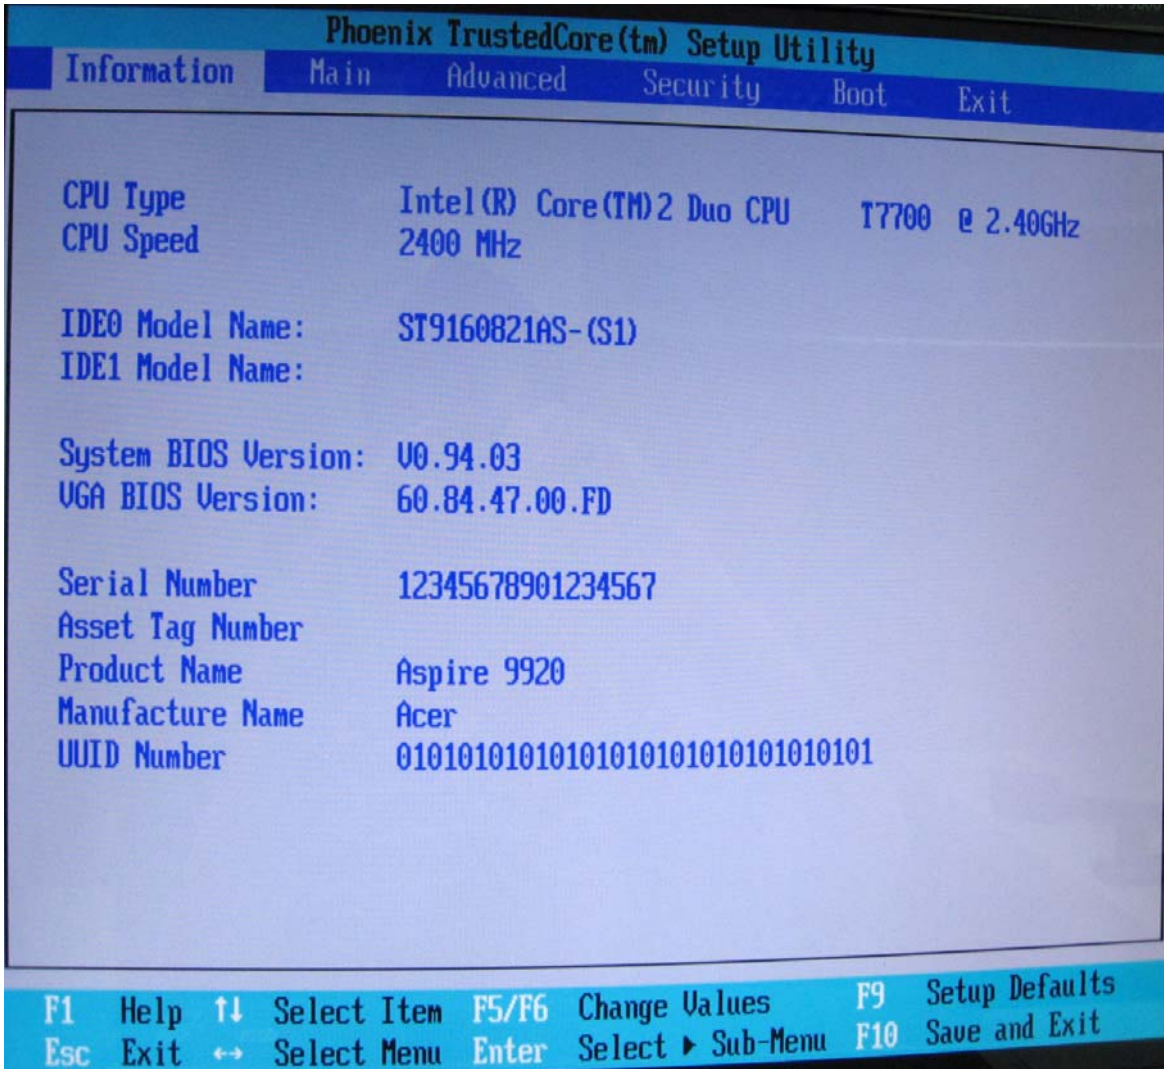 Phoenix TrustedCore(tm) Setup Utility
Information Main Advanced Security Boot Exit
CPU Type Intel(R) Core(TM)2 Duo CPU T7700 @ 2.40GHz
CPU Speed 2400 MHz
IDE0 Model Name: ST9160821AS-(S1)
IDE1 Model Name:
System BIOS Version: V0.94.03
VGA BIOS Version: 60.84.47.00.FD
Serial Number 12345678901234567
Asset Tag Number
Product Name Aspire 9920
Manufacture Name Acer
UUID Number 01010101010101010101010101010101
F1 Help ↑↓ Select Item F5/F6 Change Values F9 Setup Defaults
Esc Exit ↔ Select Menu Enter Select ▶ Sub-Menu F10 Save and Exit